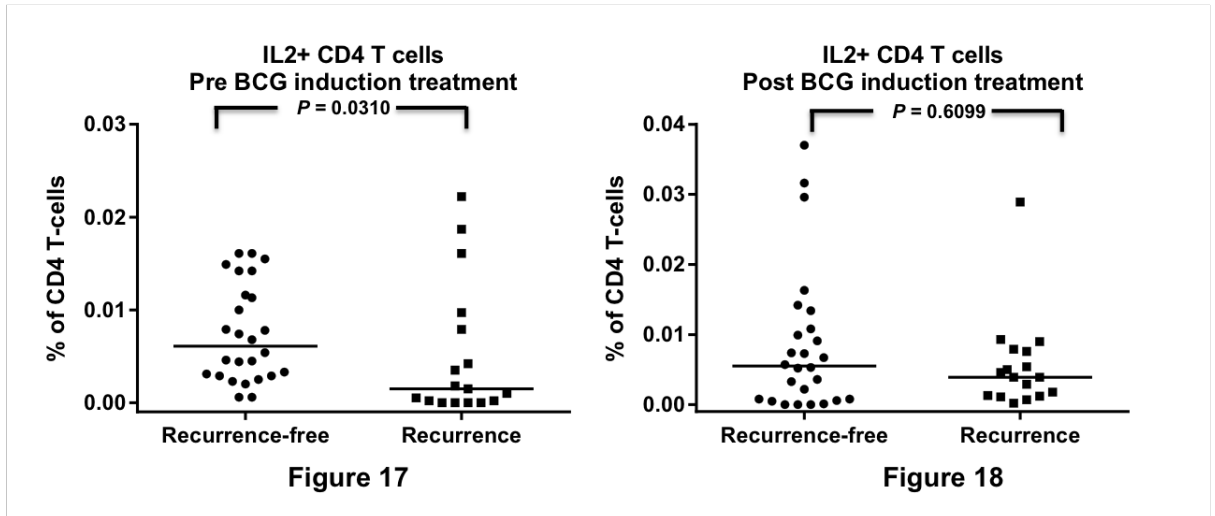 IL2+ CD4 T cells
Pre BCG induction treatment
P = 0.0310
0.03
0.02
0.01
0.00
% of CD4 T-cells
Recurrence-free
Recurrence
Figure 17
IL2+ CD4 T cells
Post BCG induction treatment
P = 0.6099
0.04
0.03
0.02
0.01
0.00
% of CD4 T-cells
Recurrence-free
Recurrence
Figure 18